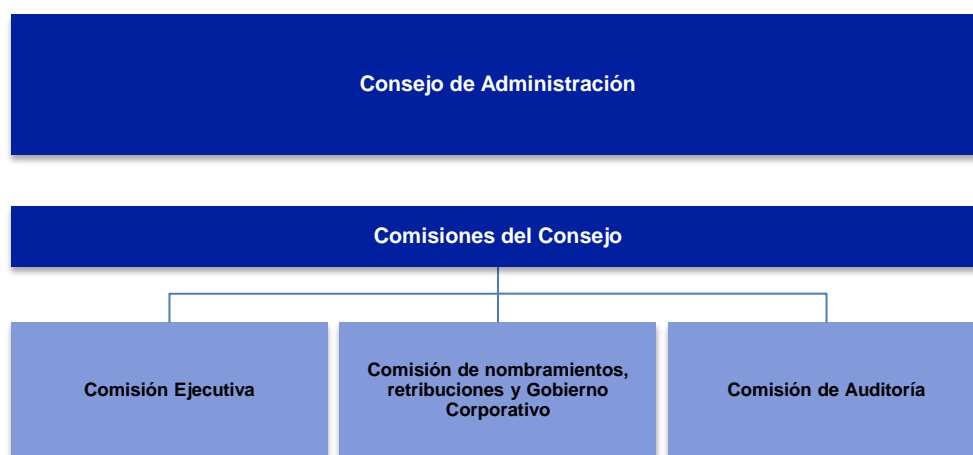 Consejo de Administración
Comisiones del Consejo
Comisión Ejecutiva
Comisión de nombramientos,
retribuciones y Gobierno
Corporativo
Comisión de Auditoría